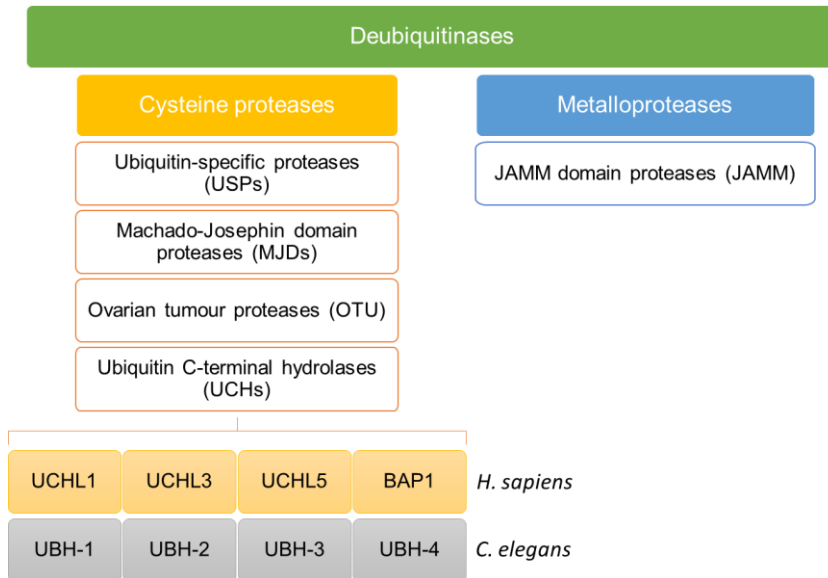 Deubiquitinases
Cysteine proteases
Metalloproteases
Ubiquitin-specific proteases
(USPs)
JAMM domain proteases (JAMM)
Machado-Josephin domain
proteases (MJDs)
Ovarian tumour proteases (OTU)
Ubiquitin C-terminal hydrolases
(UCHs)
UCHL1 UCHL3 UCHL5 BAP1 H. sapiens
UBH-1 UBH-2 UBH-3 UBH-4 C. elegans